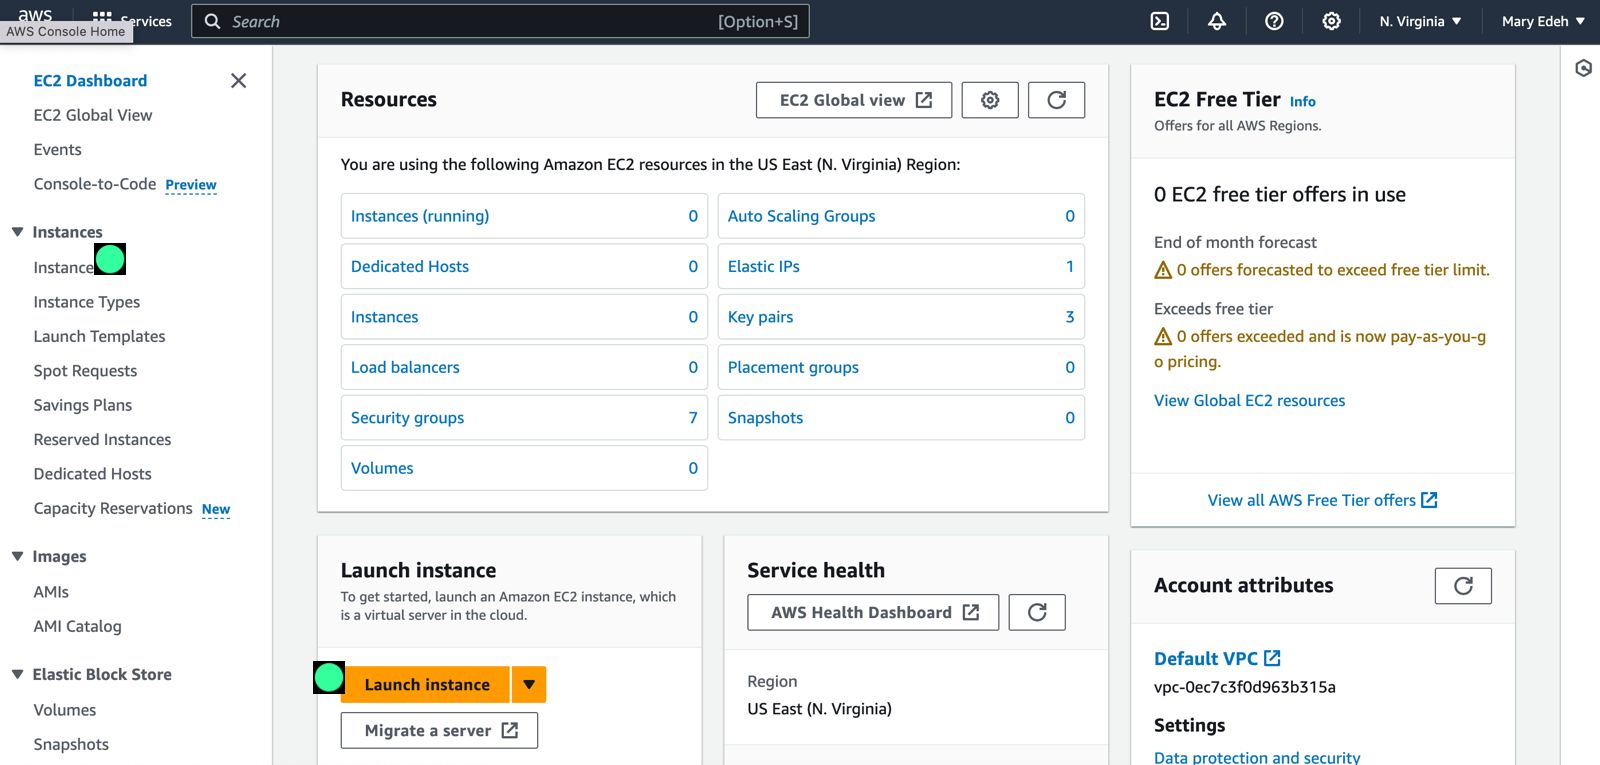 aws
Services
Search
[Option+S]
N. Virginia
Mary Edeh
AWS Console Home
EC2 Dashboard
EC2 Global View
Events
Console-to-Code Preview
Instances
Instance
Instance Types
Launch Templates
Spot Requests
Savings Plans
Reserved Instances
Dedicated Hosts
Capacity Reservations New
Images
AMIs
AMI Catalog
Elastic Block Store
Volumes
Snapshots
Resources
EC2 Global view
You are using the following Amazon EC2 resources in the US East (N. Virginia) Region:
Instances (running) 0
Auto Scaling Groups 0
Dedicated Hosts 0
Elastic IPs 1
Instances 0
Key pairs 3
Load balancers 0
Placement groups 0
Security groups 7
Snapshots 0
Volumes 0
Launch instance
To get started, launch an Amazon EC2 instance, which
is a virtual server in the cloud.
Launch instance
Migrate a server
Service health
AWS Health Dashboard
Region
US East (N. Virginia)
EC2 Free Tier Info
Offers for all AWS Regions.
0 EC2 free tier offers in use
End of month forecast
0 offers forecasted to exceed free tier limit.
Exceeds free tier
0 offers exceeded and is now pay-as-you-g
o pricing.
View Global EC2 resources
View all AWS Free Tier offers
Account attributes
Default VPC
vpc-0ec7c3f0d963b315a
Settings
Data protection and security